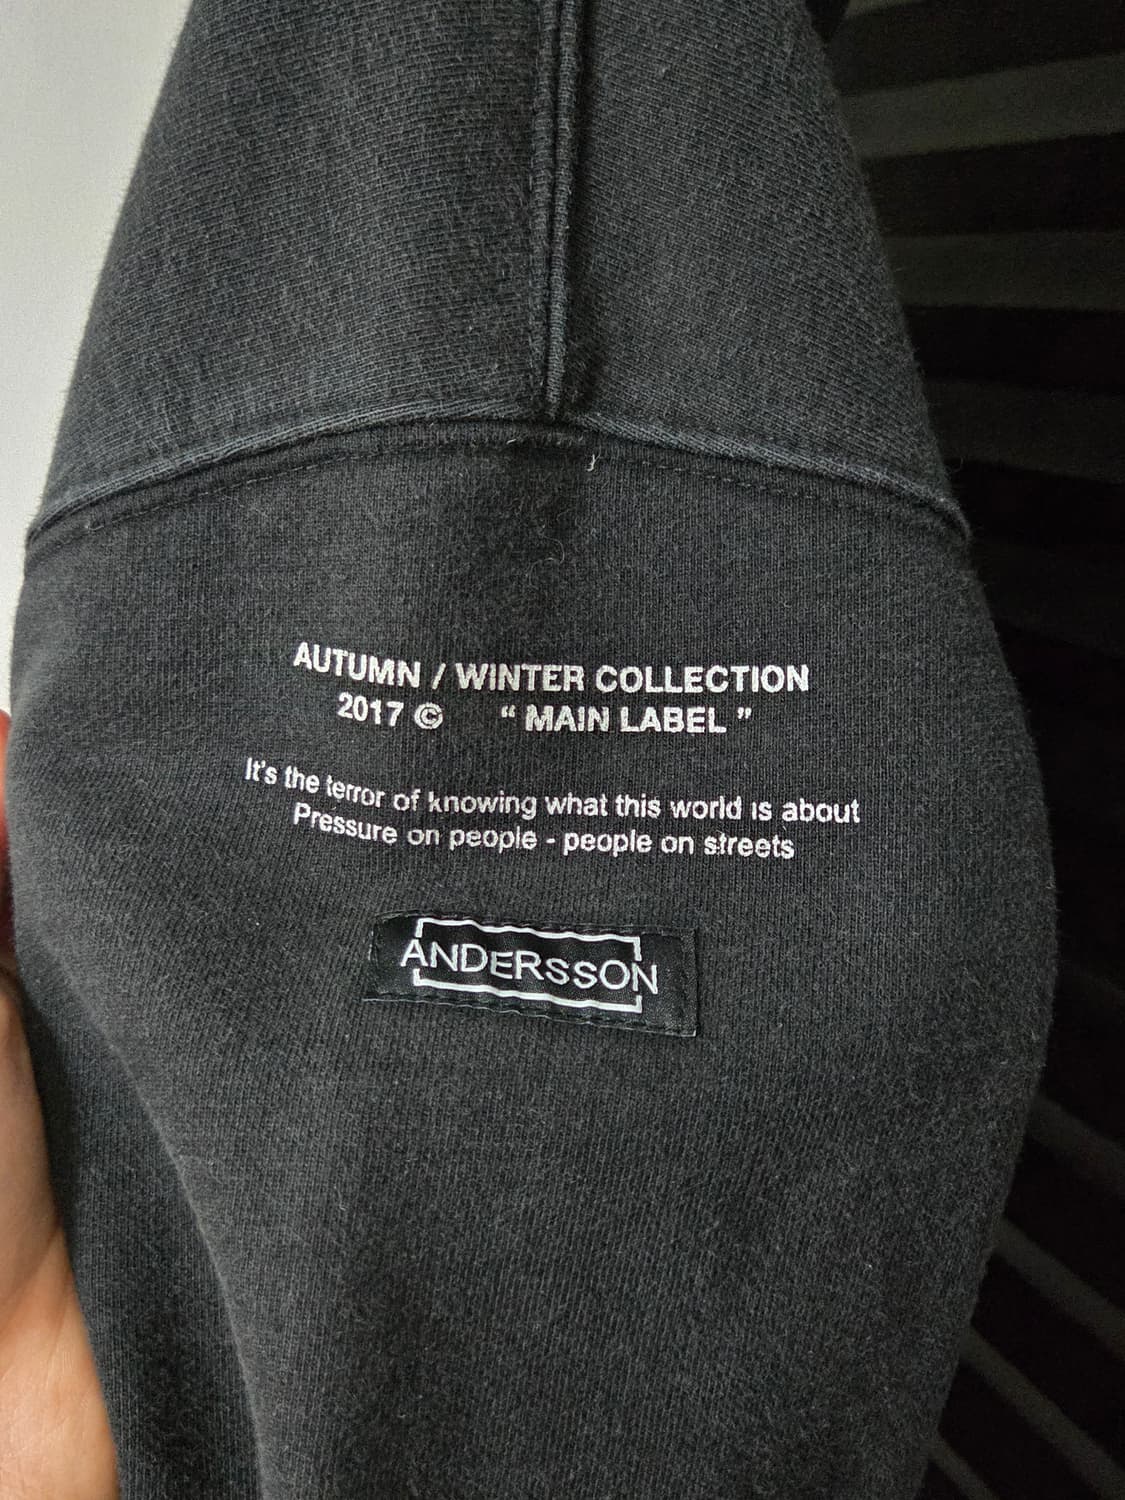 AUTUMN / WINTER COLLECTION
2017 © “ MAIN LABEL ”
It's the terror of knowing what this world is about
Pressure on people - people on streets
ANDERSSON